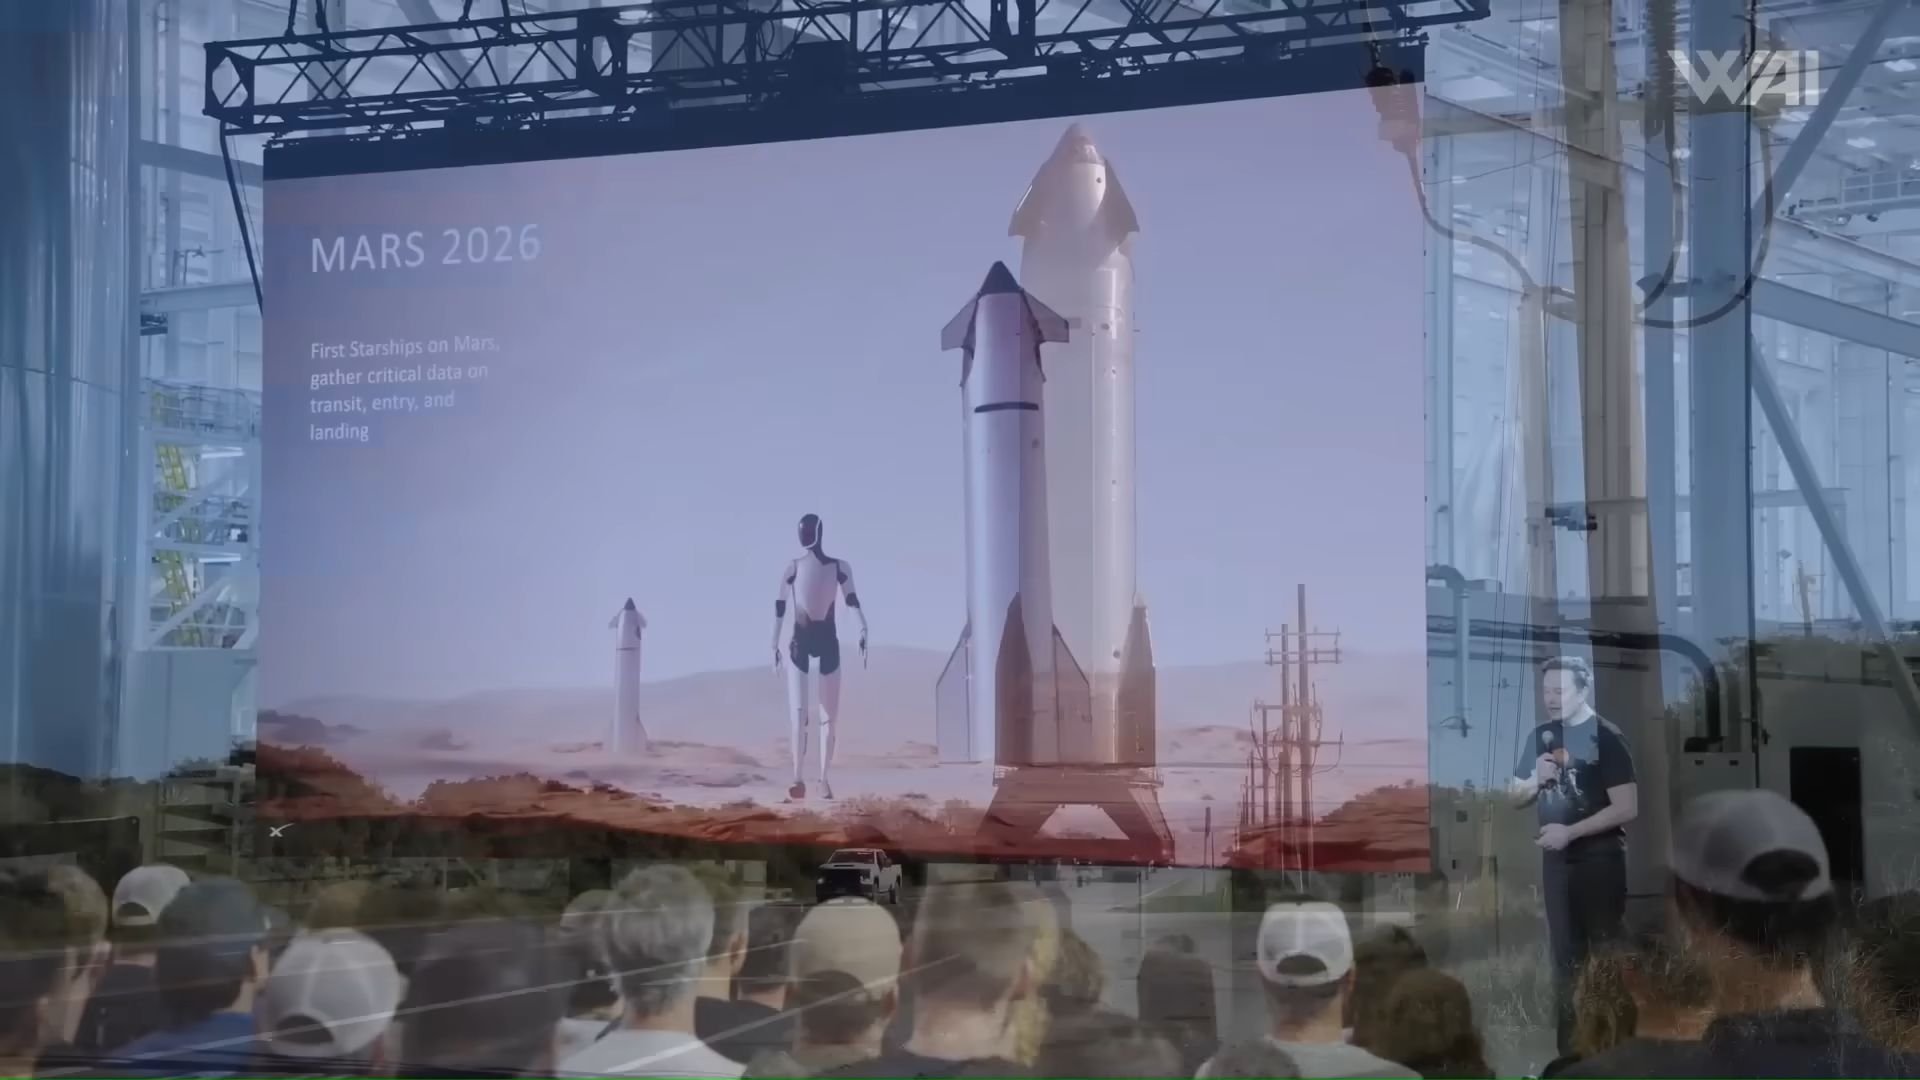 WAI
MARS 2026
First Starships on Mars,
gather critical data on
transit, entry, and
landing